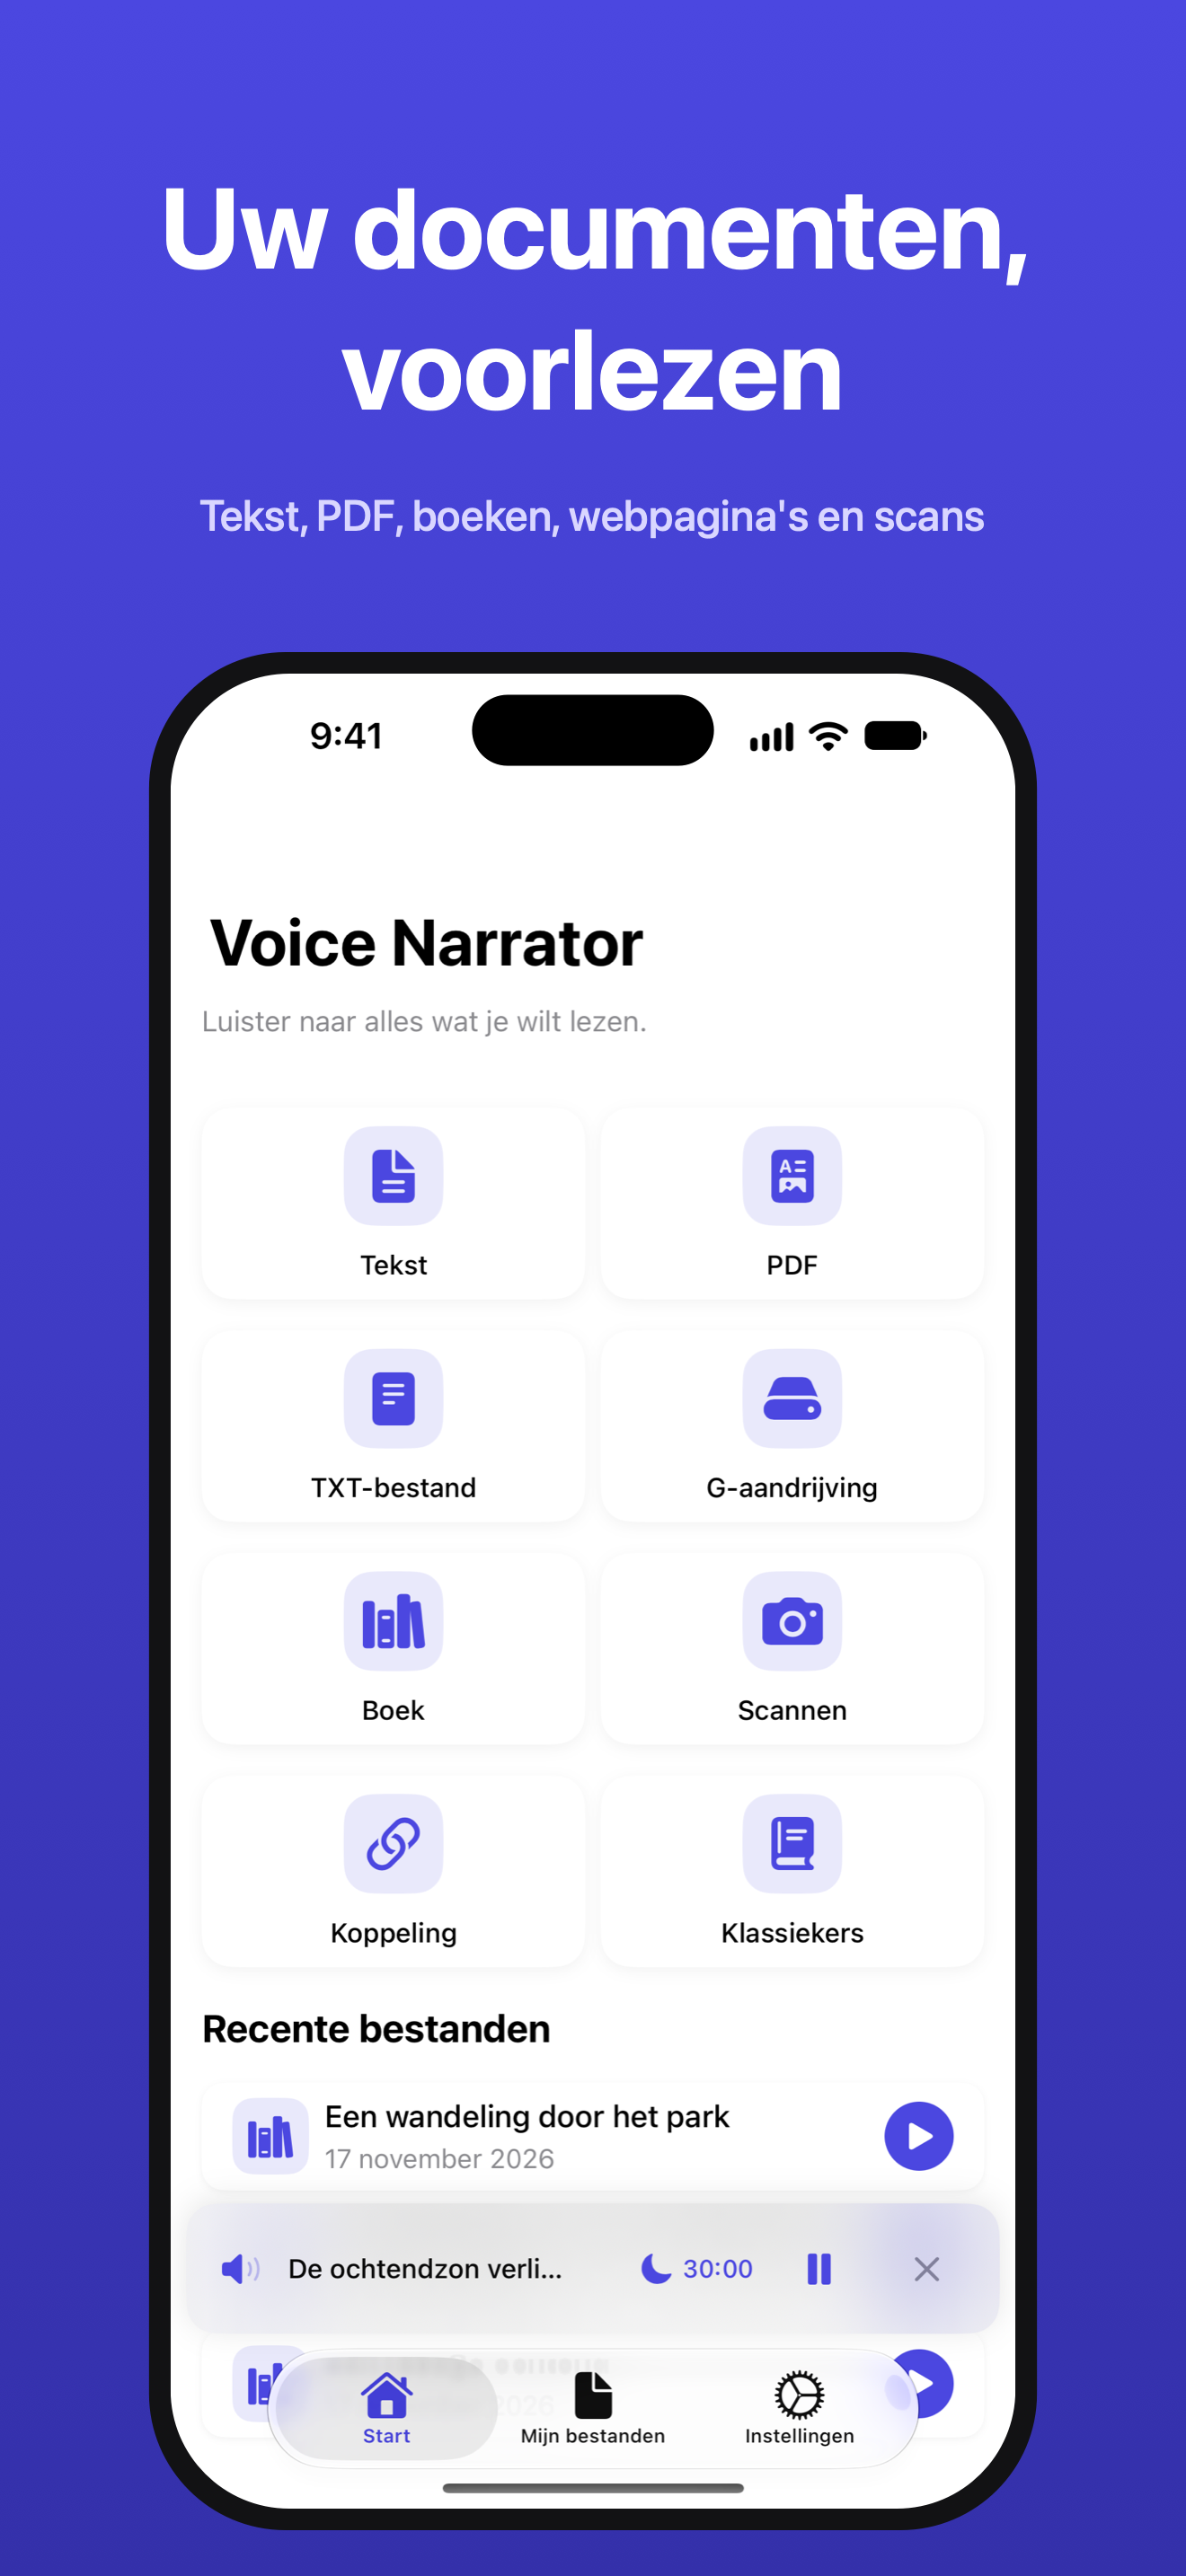 Uw documenten,
voorlezen
Tekst, PDF, boeken, webpagina's en scans
9:41
Voice Narrator
Luister naar alles wat je wilt lezen.
Tekst
PDF
TXT-bestand
G-aandrijving
Boek
Scannen
Koppeling
Klassiekers
Recente bestanden
Een wandeling door het park
17 november 2026
De ochtendzon verli...
30:00
2026
Start
Mijn bestanden
Instellingen